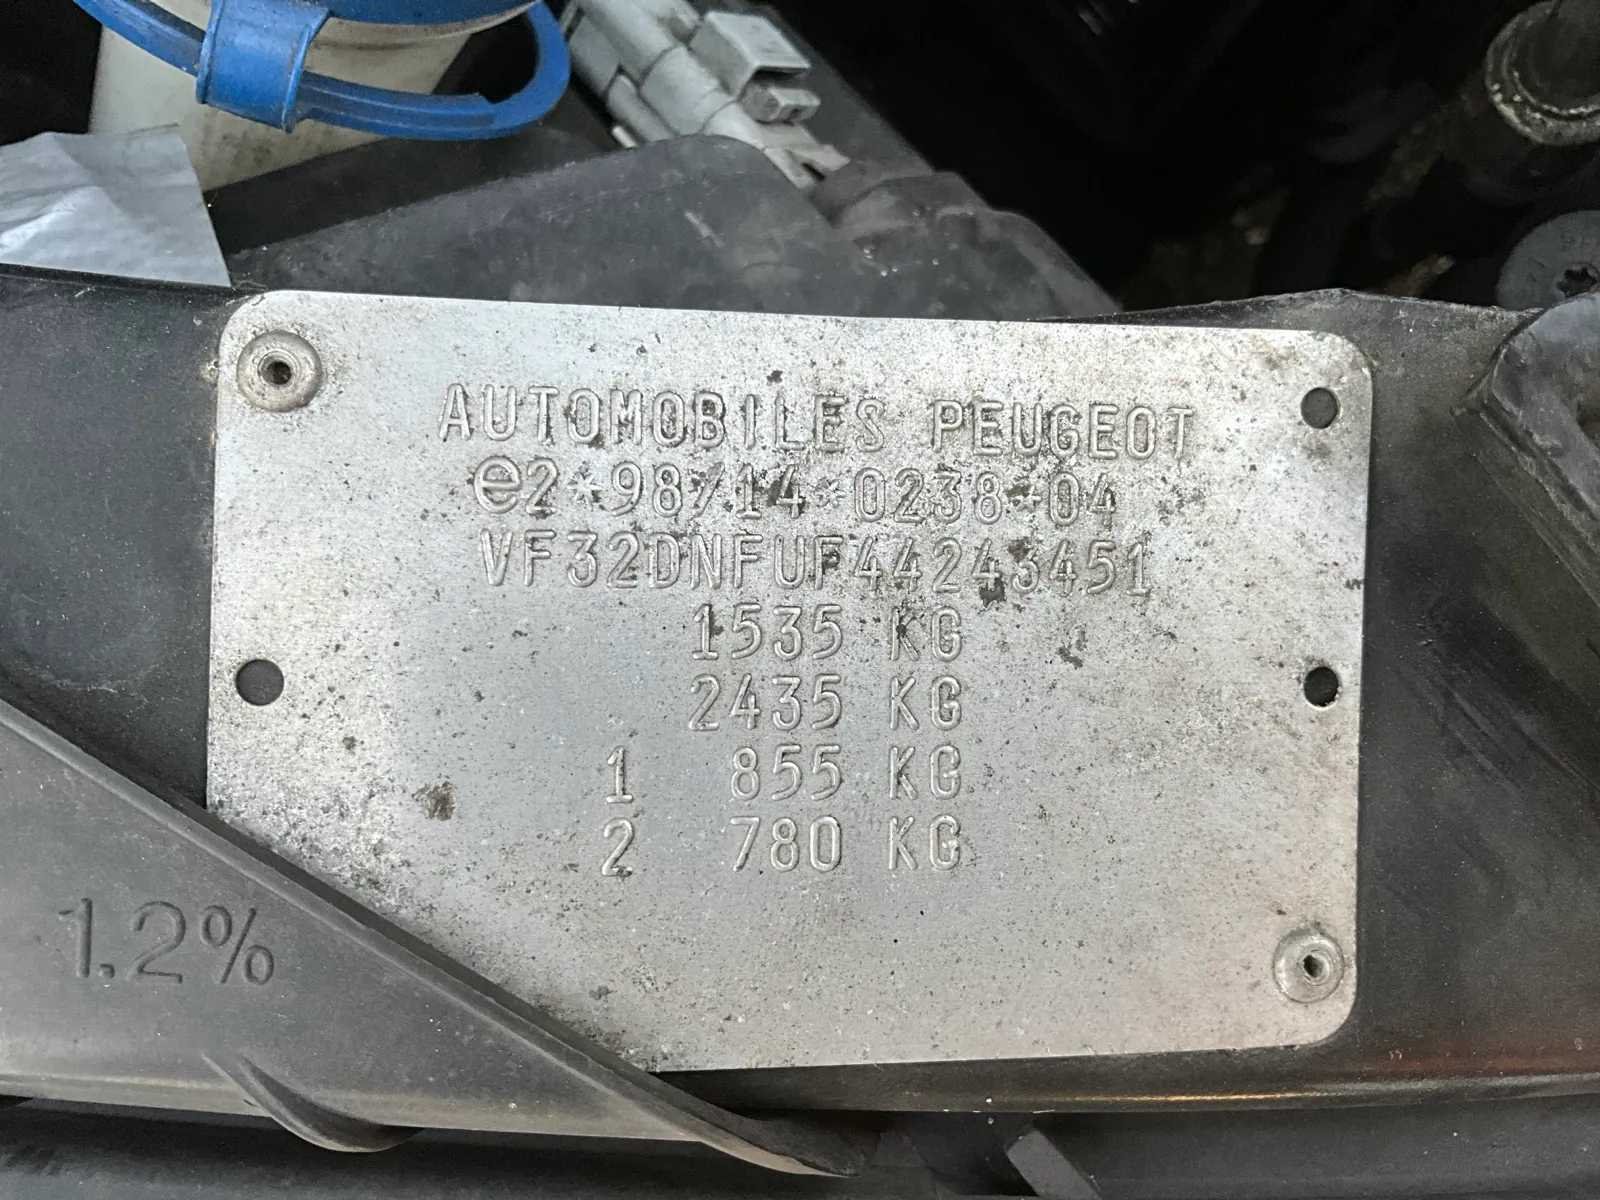 AUTOMOBILES PEUGEOT
e2*98/14*0238*04
VF32DNFUF44243451
1535 KG
2435 KG
1 855 KG
2 780 KG
1.2%